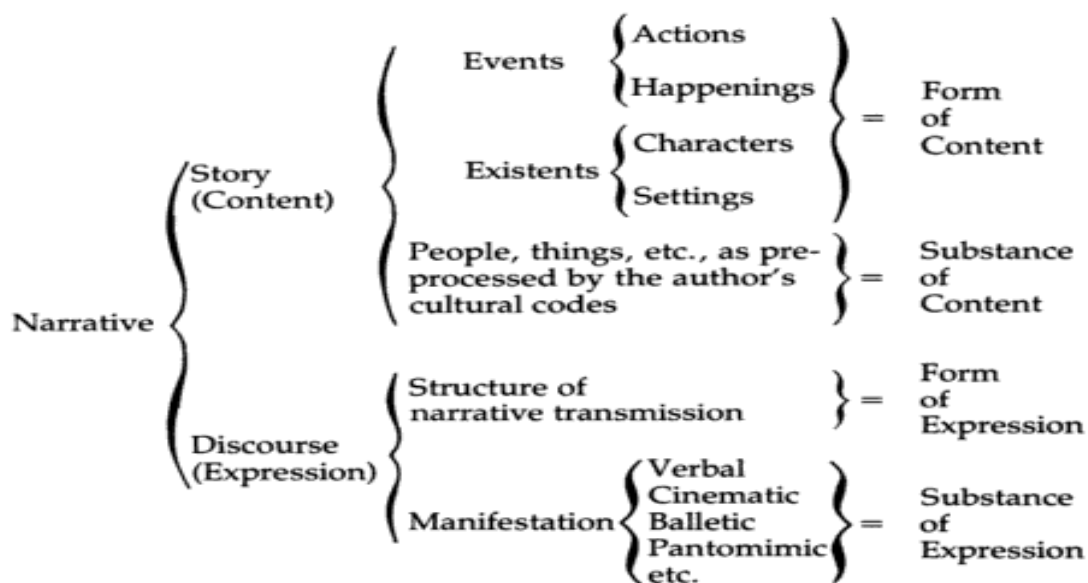 Actions
Events
Happenings
= Form of Content
Characters
Existents
Settings
Story
(Content)
People, things, etc., as pre-
processed by the author's
cultural codes
= Substance of Content
Narrative
Structure of
narrative transmission
= Form of Expression
Discourse
(Expression)
Manifestation
Verbal
Cinematic
Balletic
Pantomimic
etc.
= Substance of Expression